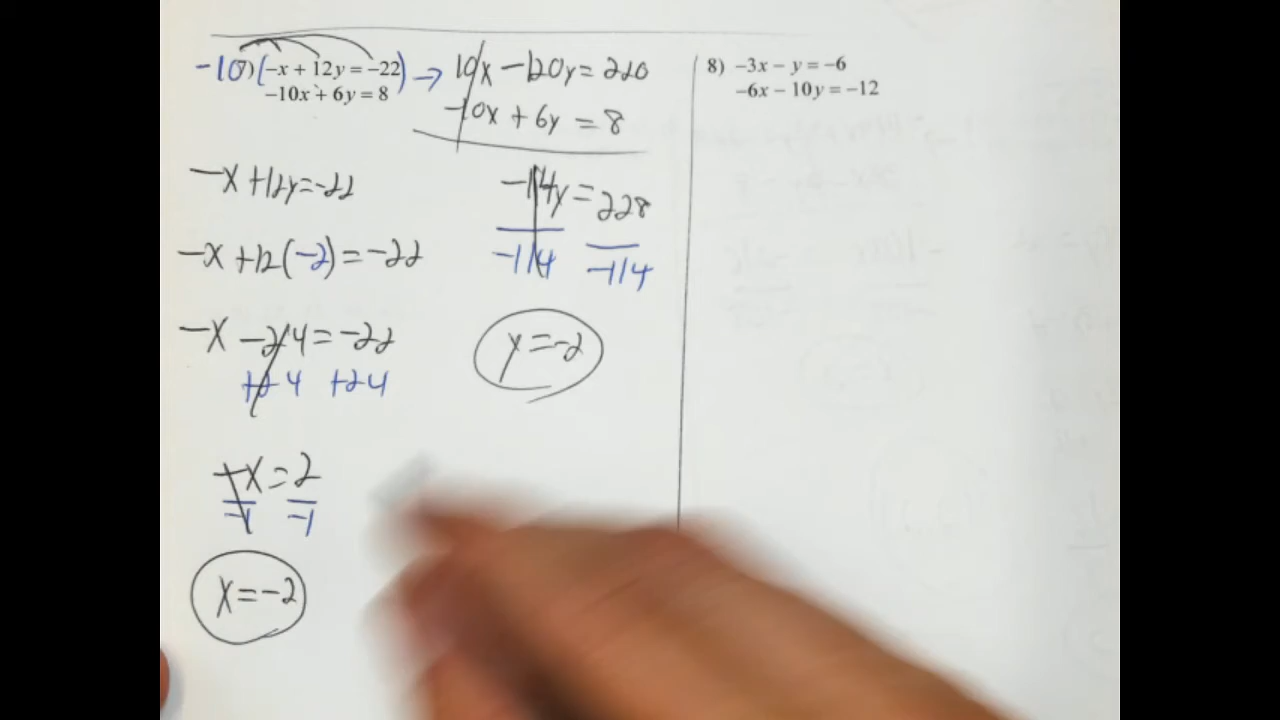 -10 7) (-x + 12y = -22) →
-10x + 6y = 8
10x - 120y = 220
-10x + 6y = 8
-114y = 228
-114 -114
y = -2
-x + 12y = -22
-x + 12(-2) = -22
-x - 24 = -22
+24 +24
-x = 2
-1 -1
x = -2
8) -3x - y = -6
-6x - 10y = -12